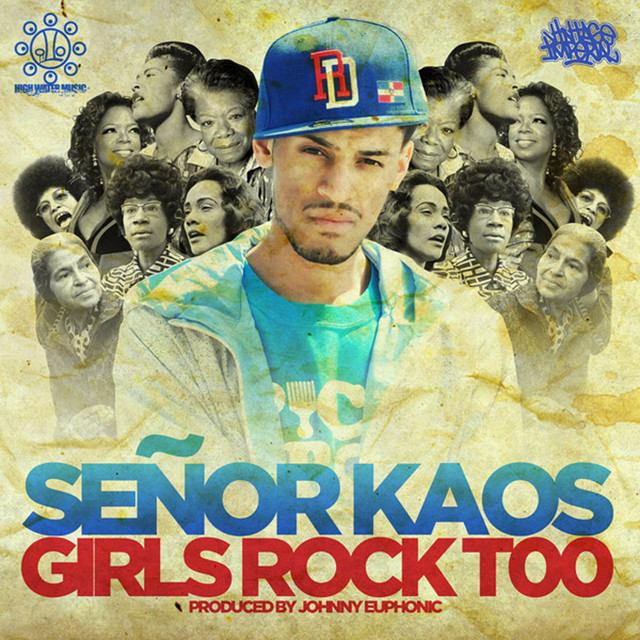 HIGH WATER MUSIC
VINTAGE IMPERIAL
RD
SEÑOR KAOS
GIRLS ROCK TOO
PRODUCED BY JOHNNY EUPHONIC